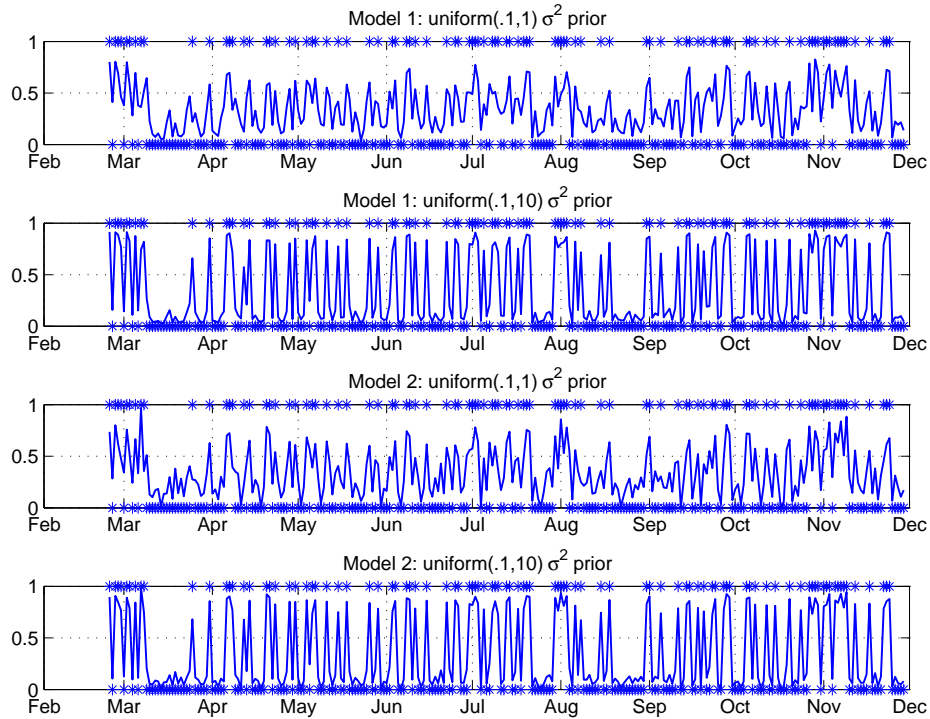 Model 1: uniform(.1,1) σ² prior
1
0.5
0
Feb Mar Apr May Jun Jul Aug Sep Oct Nov Dec
Model 1: uniform(.1,10) σ² prior
1
0.5
0
Feb Mar Apr May Jun Jul Aug Sep Oct Nov Dec
Model 2: uniform(.1,1) σ² prior
1
0.5
0
Feb Mar Apr May Jun Jul Aug Sep Oct Nov Dec
Model 2: uniform(.1,10) σ² prior
1
0.5
0
Feb Mar Apr May Jun Jul Aug Sep Oct Nov Dec